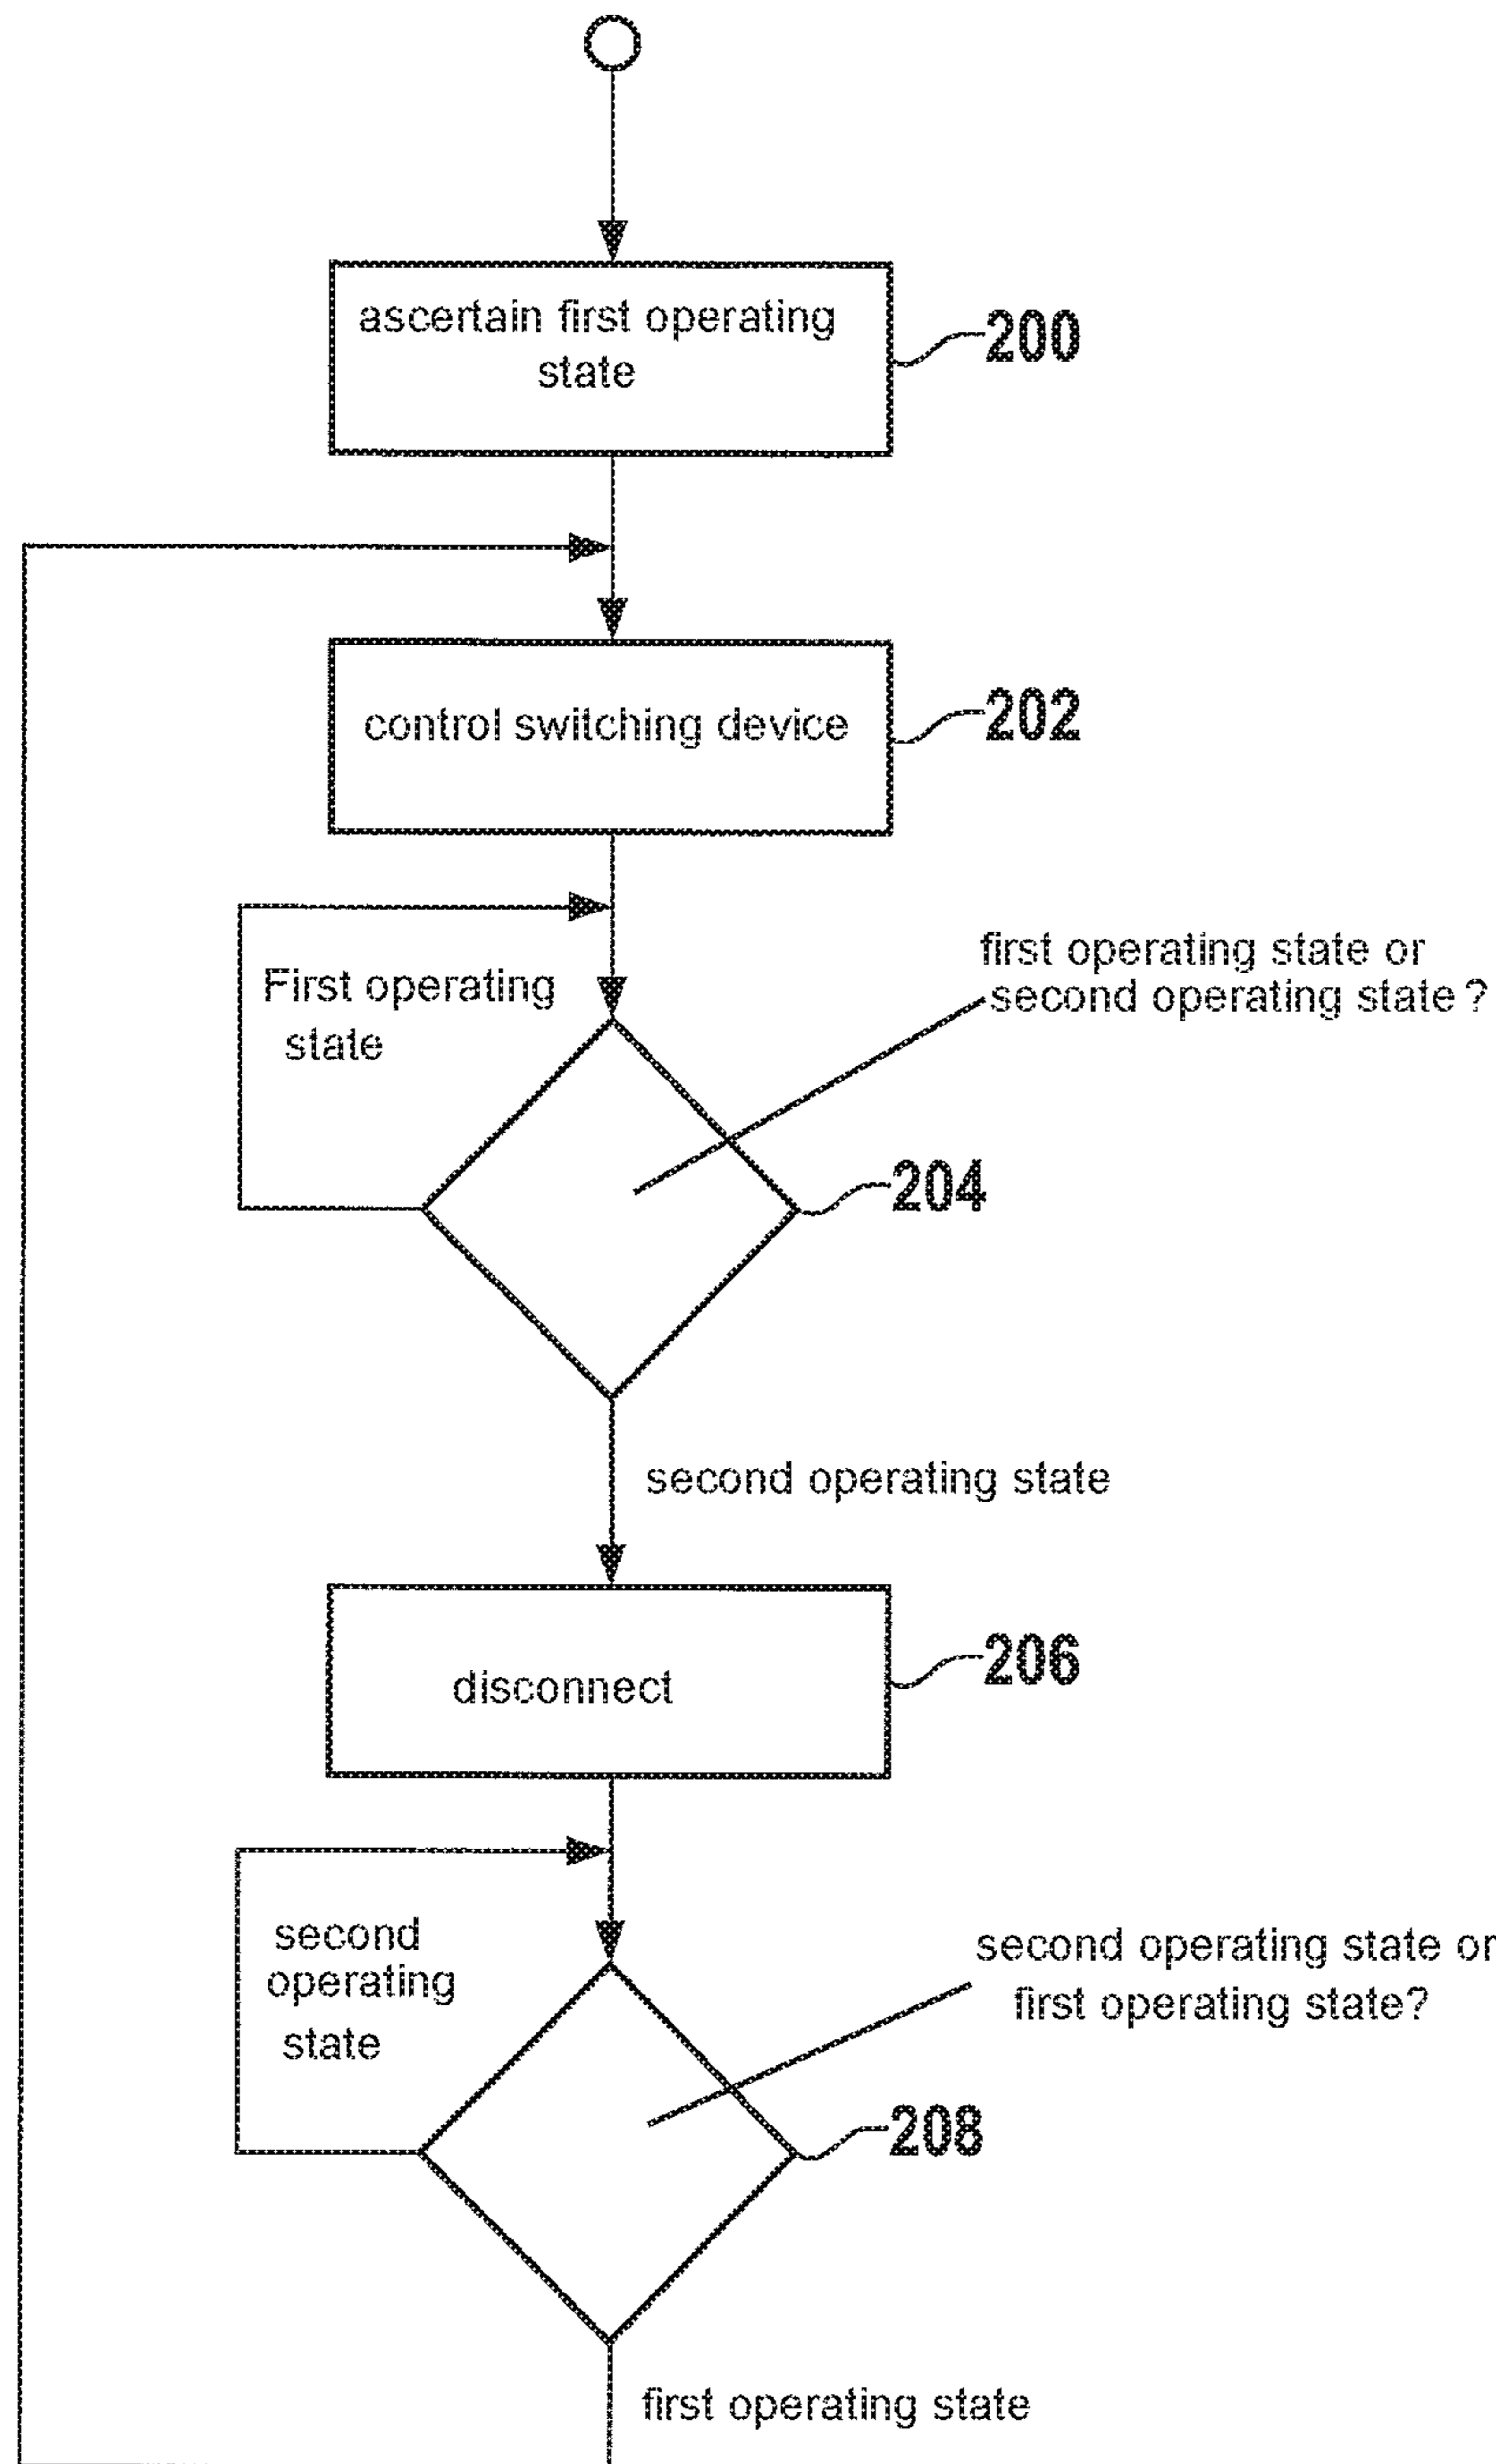 ascertain first operating
state
200
control switching device
202
First operating
state
first operating state or
second operating state ?
204
second operating state
disconnect
206
second
operating
state
second operating state or
first operating state?
208
first operating state